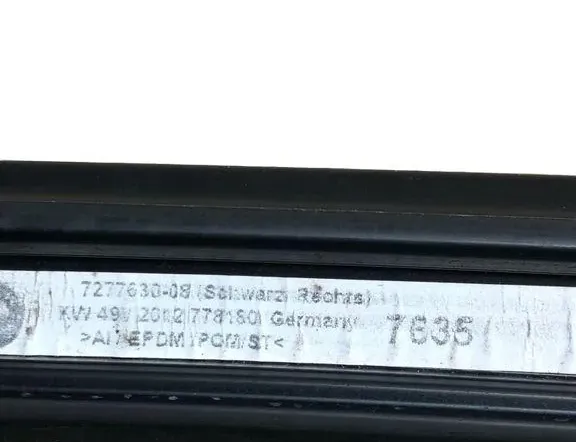 7277630-08 (Schwarz Rechts) 7635
KW 49 2012 778180 Germany
>AI EPDM POM/ST<